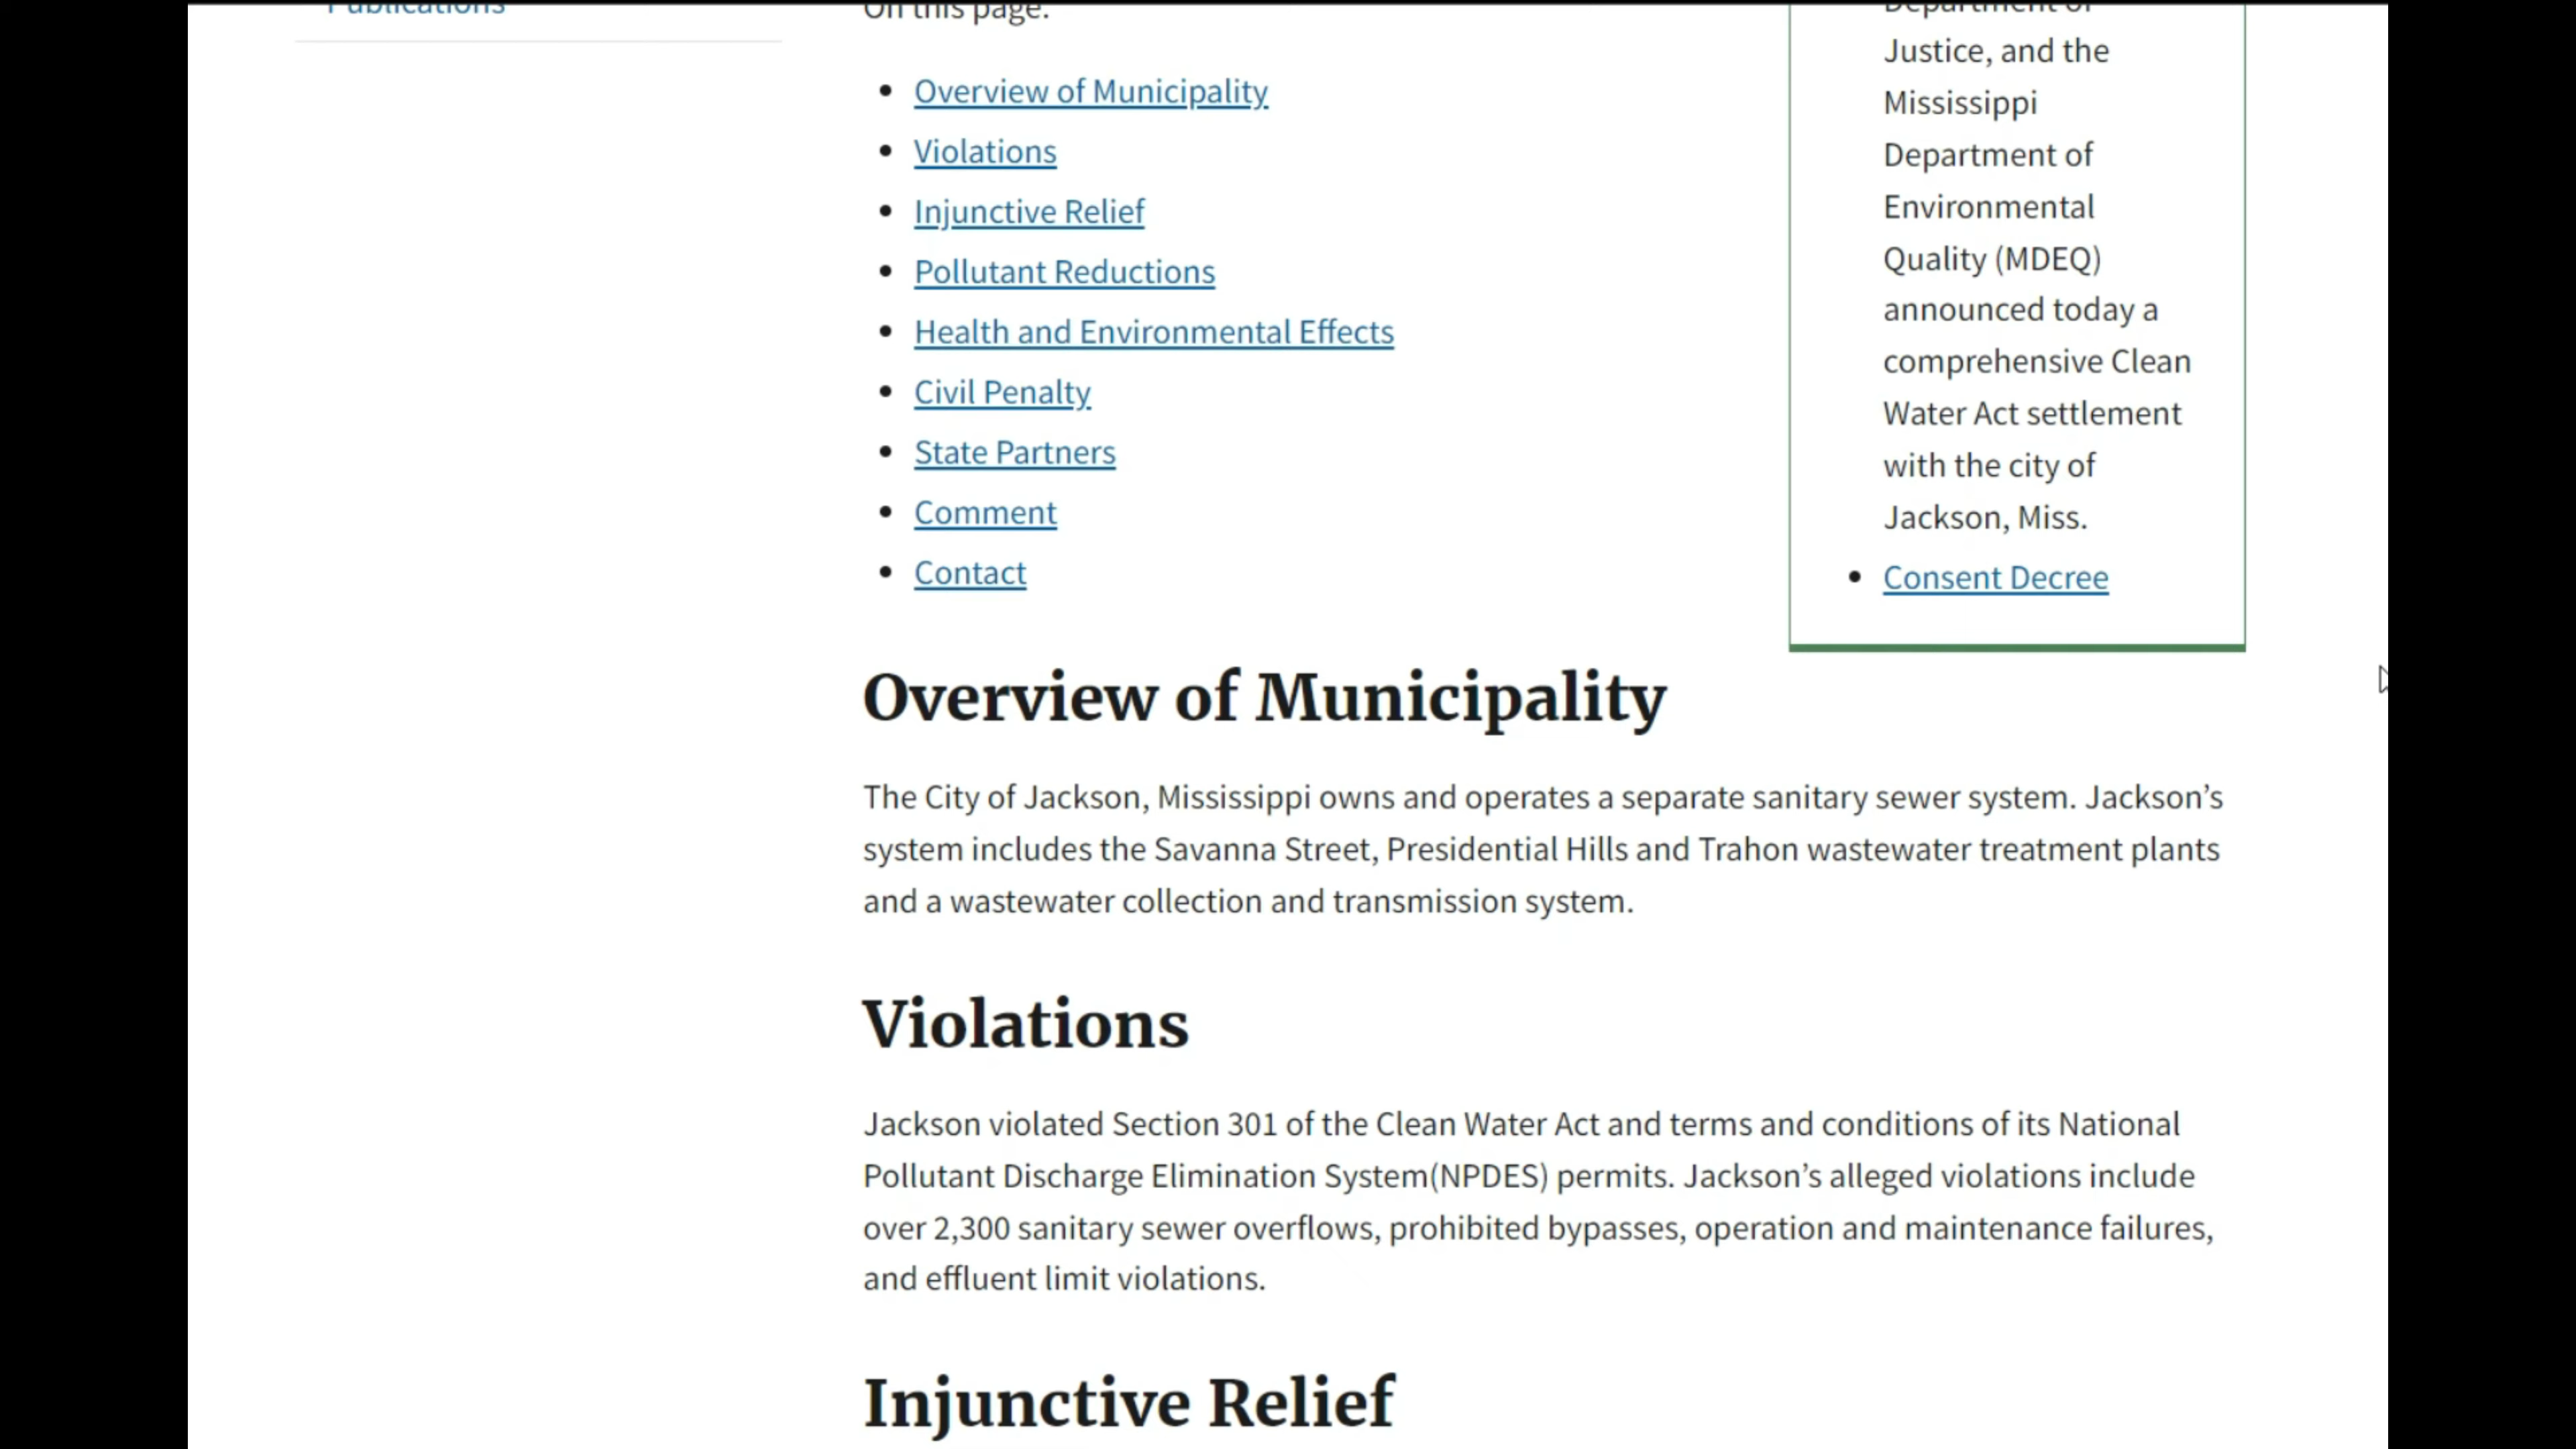 Publications
On this page:
Overview of Municipality
Violations
Injunctive Relief
Pollutant Reductions
Health and Environmental Effects
Civil Penalty
State Partners
Comment
Contact
Department of
Justice, and the
Mississippi
Department of
Environmental
Quality (MDEQ)
announced today a
comprehensive Clean
Water Act settlement
with the city of
Jackson, Miss.
Consent Decree
Overview of Municipality
The City of Jackson, Mississippi owns and operates a separate sanitary sewer system. Jackson’s
system includes the Savanna Street, Presidential Hills and Trahon wastewater treatment plants
and a wastewater collection and transmission system.
Violations
Jackson violated Section 301 of the Clean Water Act and terms and conditions of its National
Pollutant Discharge Elimination System(NPDES) permits. Jackson’s alleged violations include
over 2,300 sanitary sewer overflows, prohibited bypasses, operation and maintenance failures,
and effluent limit violations.
Injunctive Relief